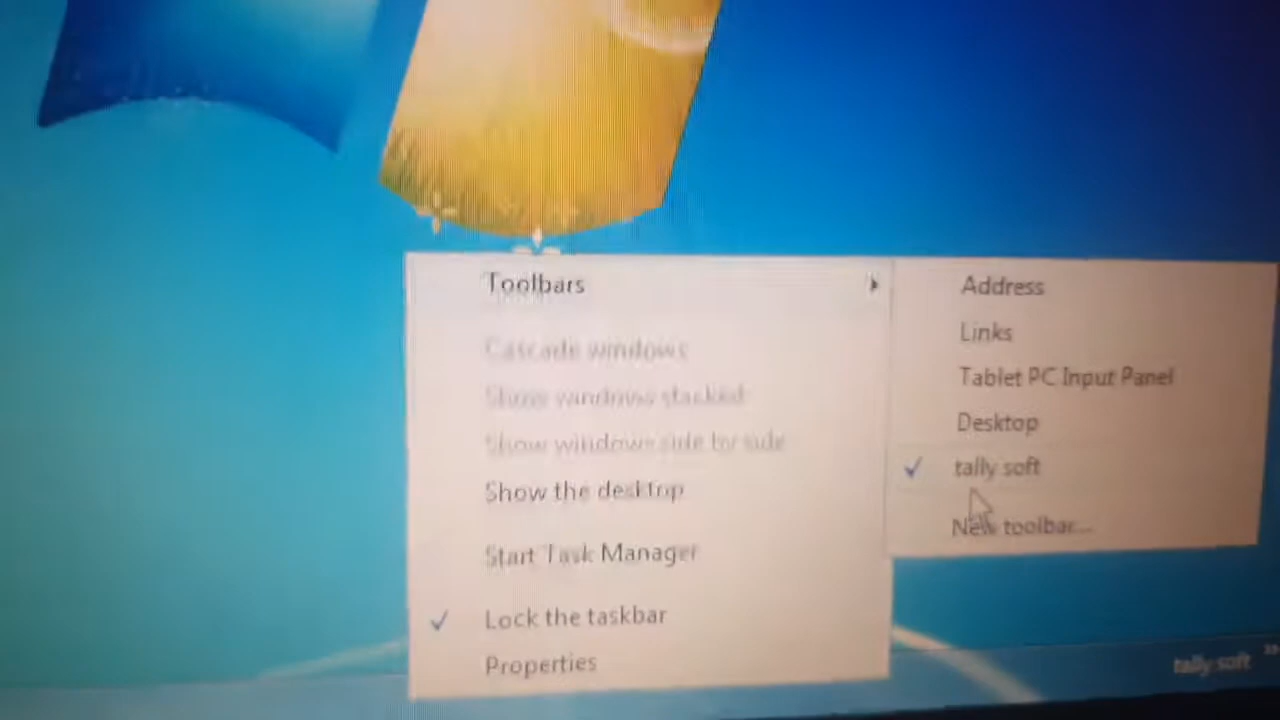 Toolbars
Cascade windows
Show windows stacked
Show windows side by side
Show the desktop
Start Task Manager
Lock the taskbar
Properties
Address
Links
Tablet PC Input Panel
Desktop
tally soft
New toolbar...
tally soft